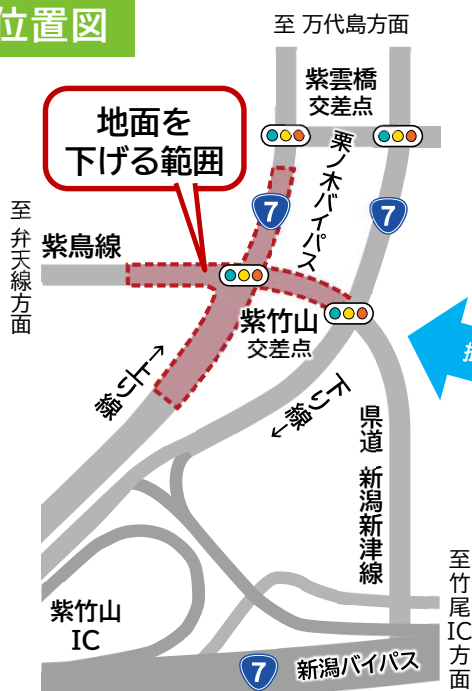 位置図
至 万代島方面
紫雲橋
交差点
地面を
下げる範囲
栗ノ木バイパス
7
7
至 弁天線方面
紫鳥線
紫竹山
交差点
←上り線
下り線→
県道 新潟新津線
紫竹山
IC
至竹尾IC方面
7
新潟バイパス